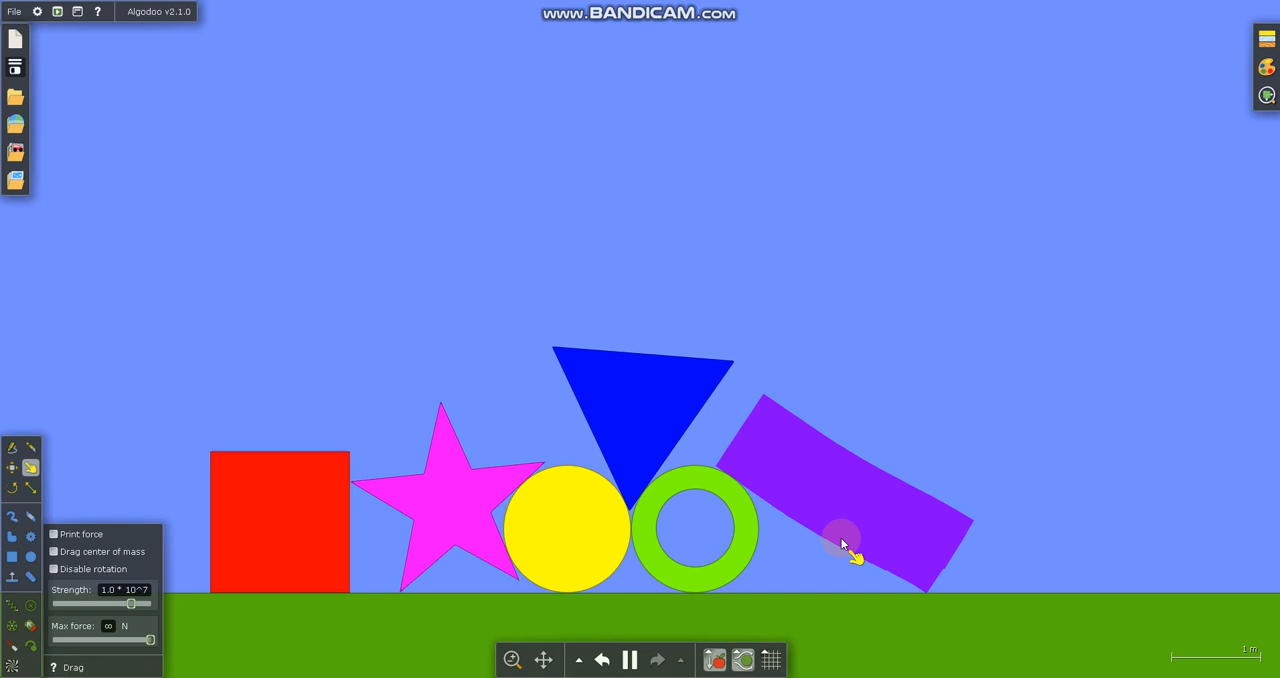 File
?
Algodoo v2.1.0
www.BANDICAM.com
Print force
Drag center of mass
Disable rotation
Strength: 1.0 * 10^7
Max force: ∞ N
? Drag
1 m